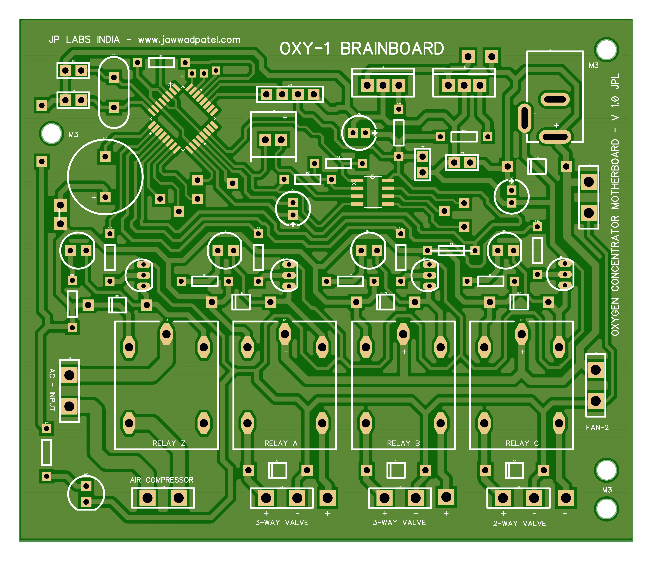 JP LABS INDIA - www.jawwadpatel.com
OXY-1 BRAINBOARD
M3
M3
OXYGEN CONCENTRATOR MOTHERBOARD - V 1.0 JPL
AC - INPUT
RELAY Z
RELAY A
RELAY B
RELAY C
FAN-2
AIR COMPRESSOR
M3
3-WAY VALVE
3-WAY VALVE
2-WAY VALVE